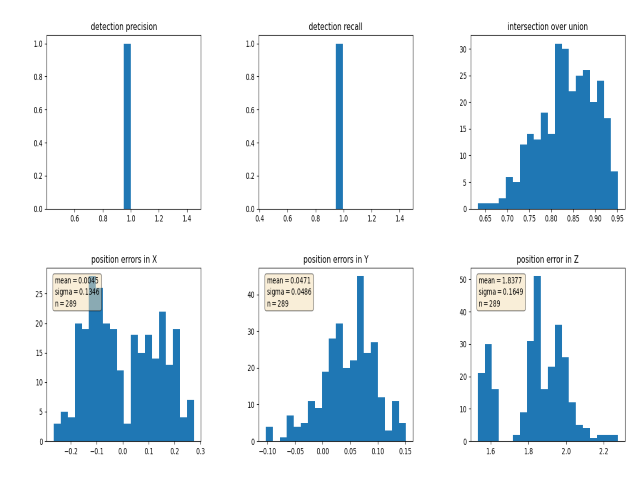 detection precision
1.0
0.8
0.6
0.4
0.2
0.0
0.6 0.8 1.0 1.2 1.4
detection recall
1.0
0.8
0.6
0.4
0.2
0.0
0.4 0.6 0.8 1.0 1.2 1.4
intersection over union
30
25
20
15
10
5
0
0.65 0.70 0.75 0.80 0.85 0.90 0.95
position errors in X
mean = 0.0045
sigma = 0.1346
n = 289
25
20
15
10
5
0
−0.2 −0.1 0.0 0.1 0.2 0.3
position errors in Y
mean = 0.0471
sigma = 0.0486
n = 289
40
30
20
10
0
−0.10 −0.05 0.00 0.05 0.10 0.15
position error in Z
mean = 1.8377
sigma = 0.1649
n = 289
50
40
30
20
10
0
1.6 1.8 2.0 2.2